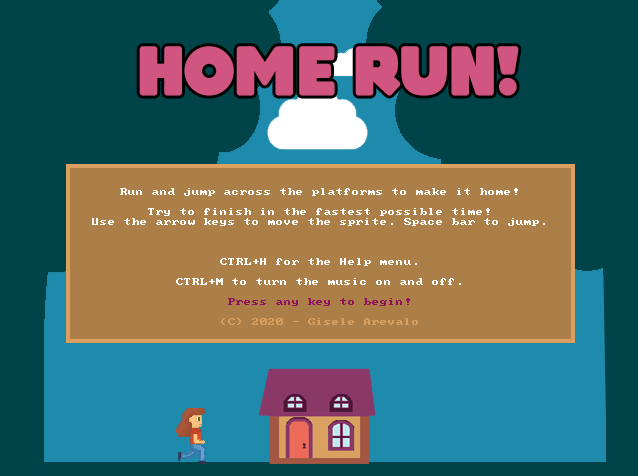 HOME RUN!
Run and jump across the platforms to make it home!
Try to finish in the fastest possible time!
Use the arrow keys to move the sprite. Space bar to jump.
CTRL+H for the Help menu.
CTRL+M to turn the music on and off.
Press any key to begin!
(C) 2020 - Gisele Arevalo